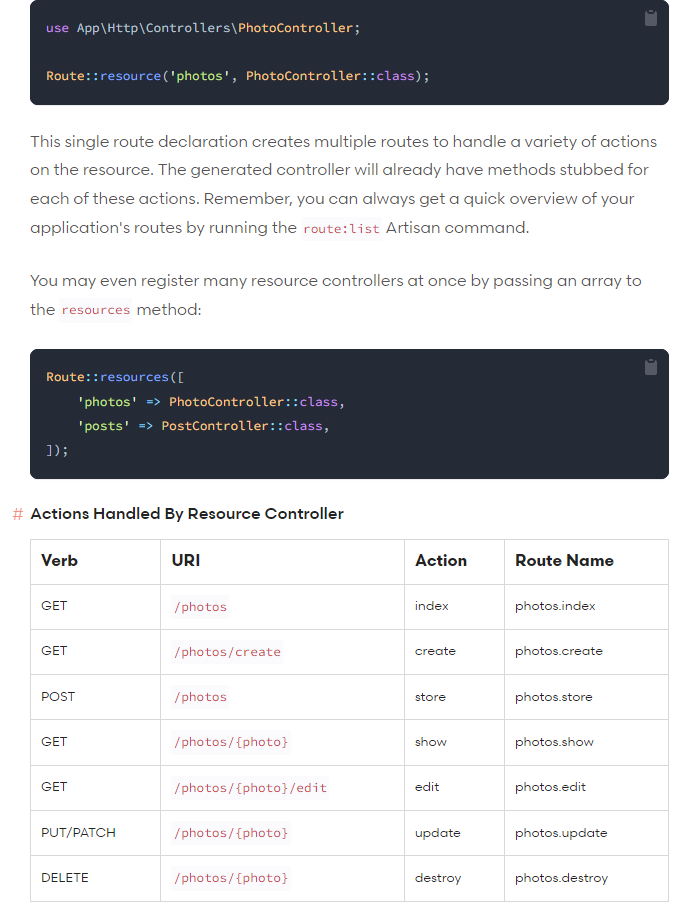 use App\Http\Controllers\PhotoController;
Route::resource('photos', PhotoController::class);
This single route declaration creates multiple routes to handle a variety of actions
on the resource. The generated controller will already have methods stubbed for
each of these actions. Remember, you can always get a quick overview of your
application's routes by running the route:list Artisan command.
You may even register many resource controllers at once by passing an array to
the resources method:
Route::resources([
    'photos' => PhotoController::class,
    'posts' => PostController::class,
]);
# Actions Handled By Resource Controller
Verb URI Action Route Name
GET /photos index photos.index
GET /photos/create create photos.create
POST /photos store photos.store
GET /photos/{photo} show photos.show
GET /photos/{photo}/edit edit photos.edit
PUT/PATCH /photos/{photo} update photos.update
DELETE /photos/{photo} destroy photos.destroy